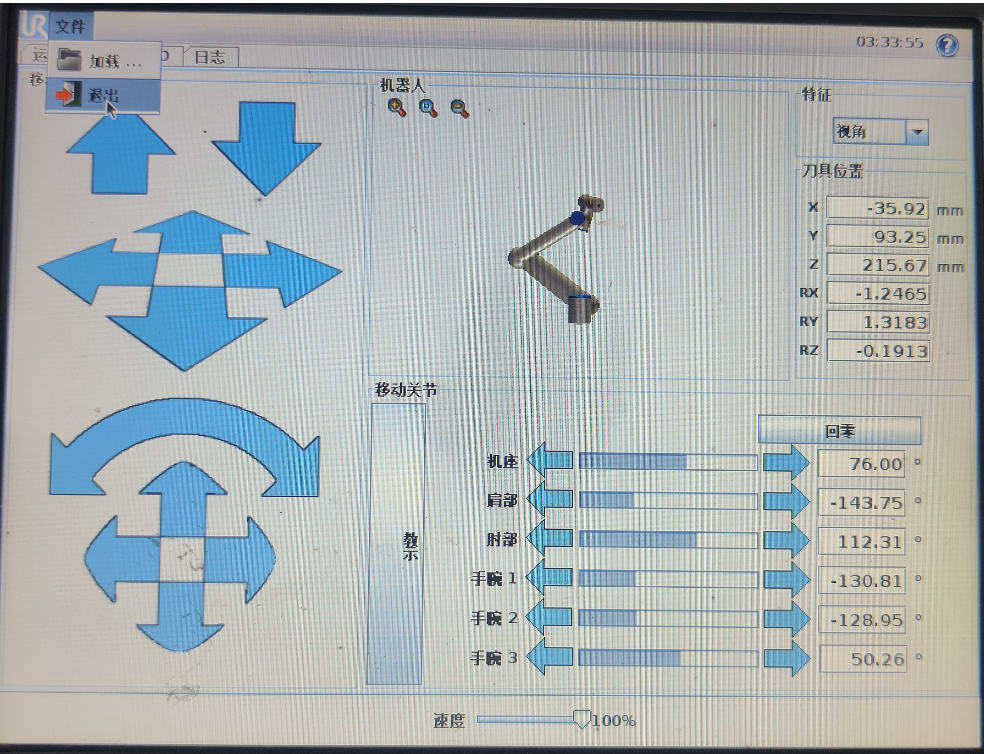 UR 文件
03:33:55 ?
运
日志
加载 ...
移
退出
机器人
特征
视角
刀具位置
X -35.92 mm
Y 93.25 mm
Z 215.67 mm
RX -1.2465
RY 1.3183
RZ -0.1913
移动关节
回零
教示
机座 76.00 °
肩部 -143.75 °
肘部 112.31 °
手腕 1 -130.81 °
手腕 2 -128.95 °
手腕 3 50.26 °
速度 100%